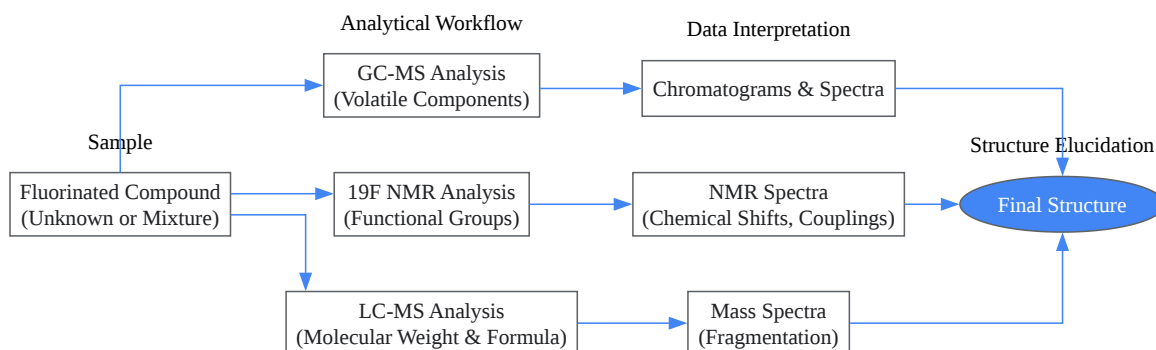 Analytical Workflow
Data Interpretation
GC-MS Analysis
(Volatile Components)
Chromatograms & Spectra
Sample
Structure Elucidation
Fluorinated Compound
(Unknown or Mixture)
19F NMR Analysis
(Functional Groups)
NMR Spectra
(Chemical Shifts, Couplings)
Final Structure
LC-MS Analysis
(Molecular Weight & Formula)
Mass Spectra
(Fragmentation)